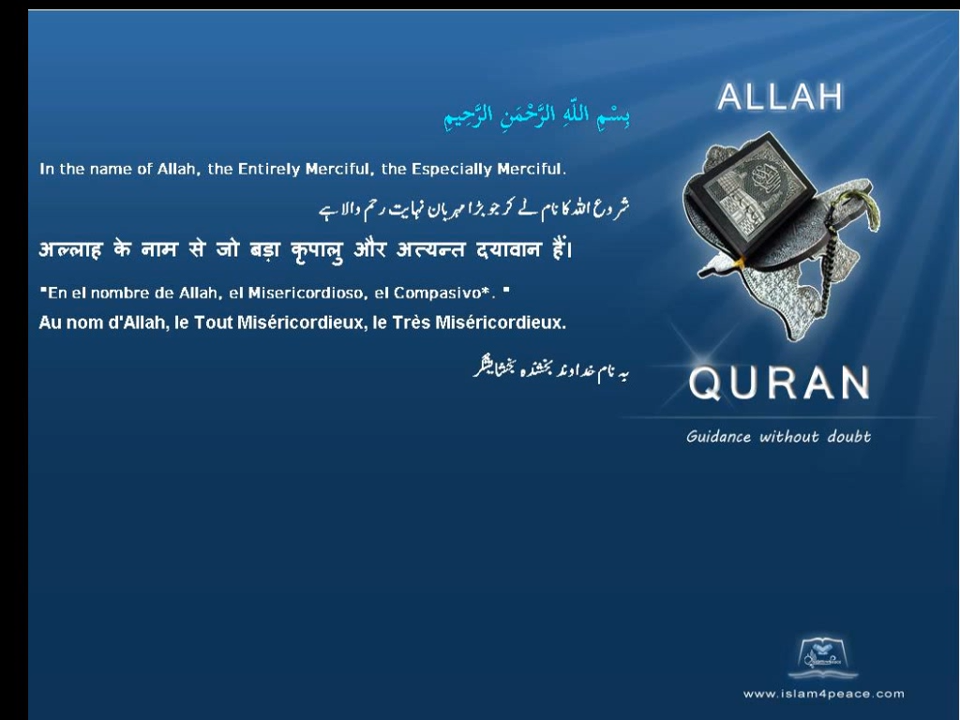 بِسْمِ اللّهِ الرَّحْمَنِ الرَّحِيمِ
In the name of Allah, the Entirely Merciful, the Especially Merciful.
شروع الله کا نام لے کر جو بڑا مہربان نہایت رحم والا ہے
अल्लाह के नाम से जो बड़ा कृपालु और अत्यन्त दयावान हैं।
"En el nombre de Allah, el Misericordioso, el Compasivo*. "
Au nom d'Allah, le Tout Miséricordieux, le Très Miséricordieux.
به نام خداوند بخشنده بخشایشگر
ALLAH
QURAN
Guidance without doubt
www.islam4peace.com